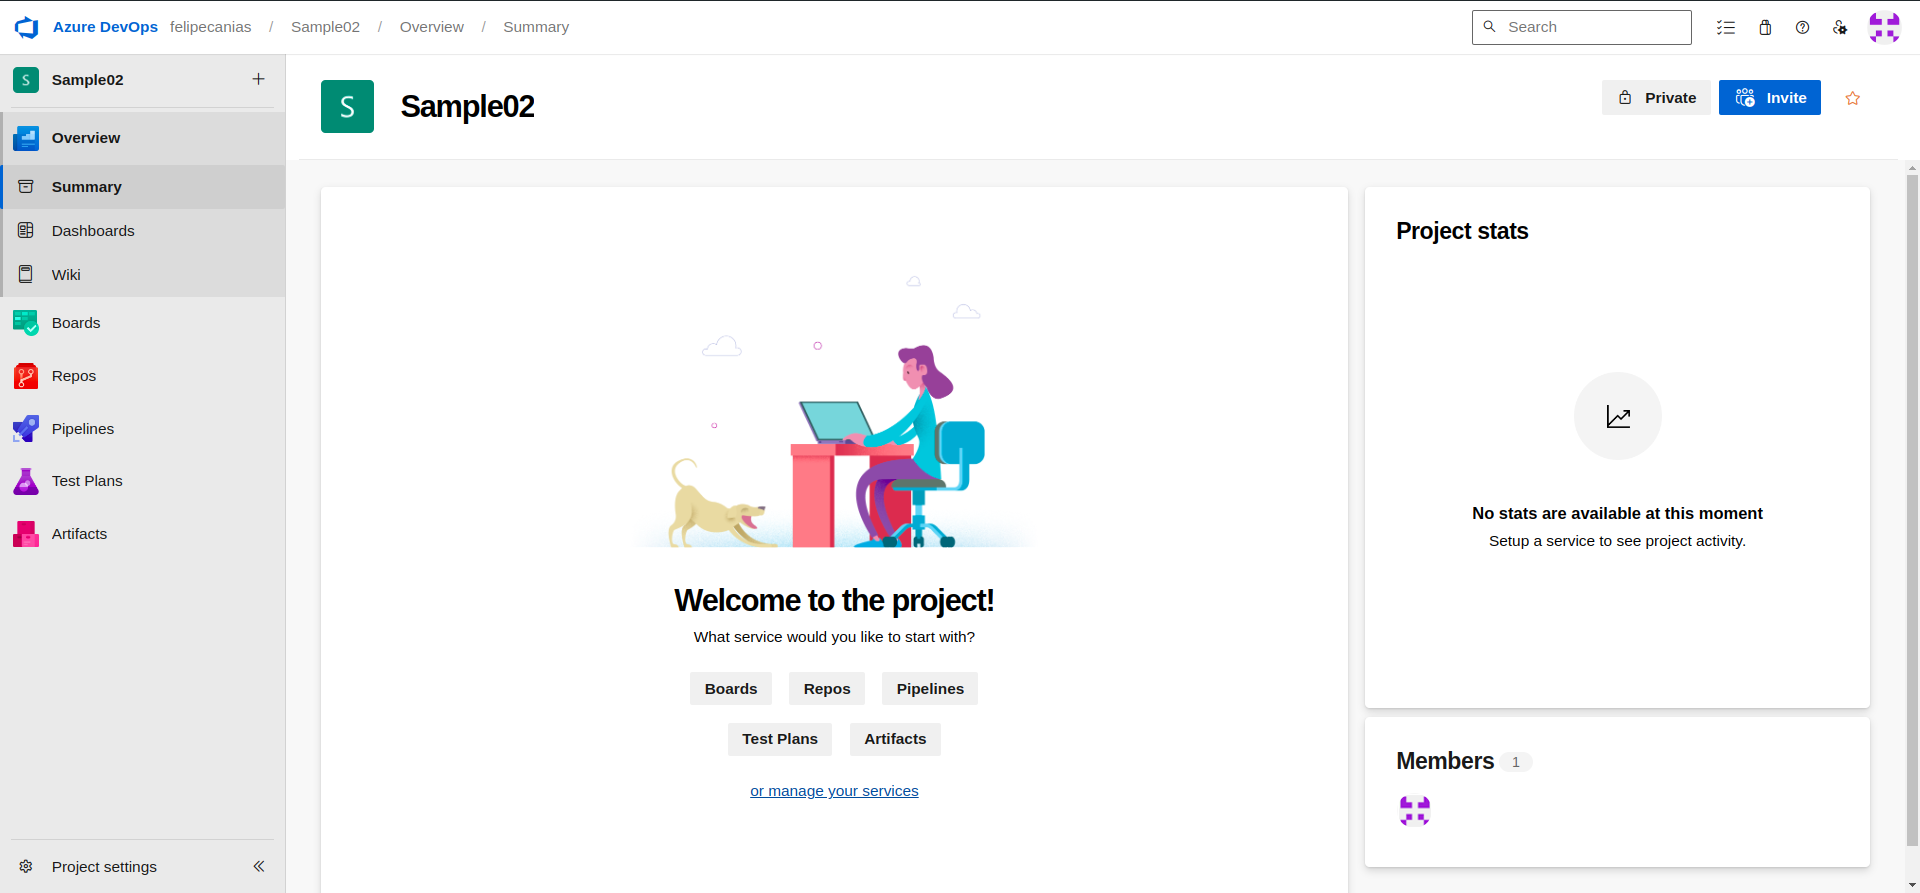 Azure DevOps felipecanias / Sample02 / Overview / Summary
Search
S Sample02
Overview
Summary
Dashboards
Wiki
Boards
Repos
Pipelines
Test Plans
Artifacts
Project settings
S Sample02
Private
Invite
Welcome to the project!
What service would you like to start with?
Boards Repos Pipelines
Test Plans Artifacts
or manage your services
Project stats
No stats are available at this moment
Setup a service to see project activity.
Members 1